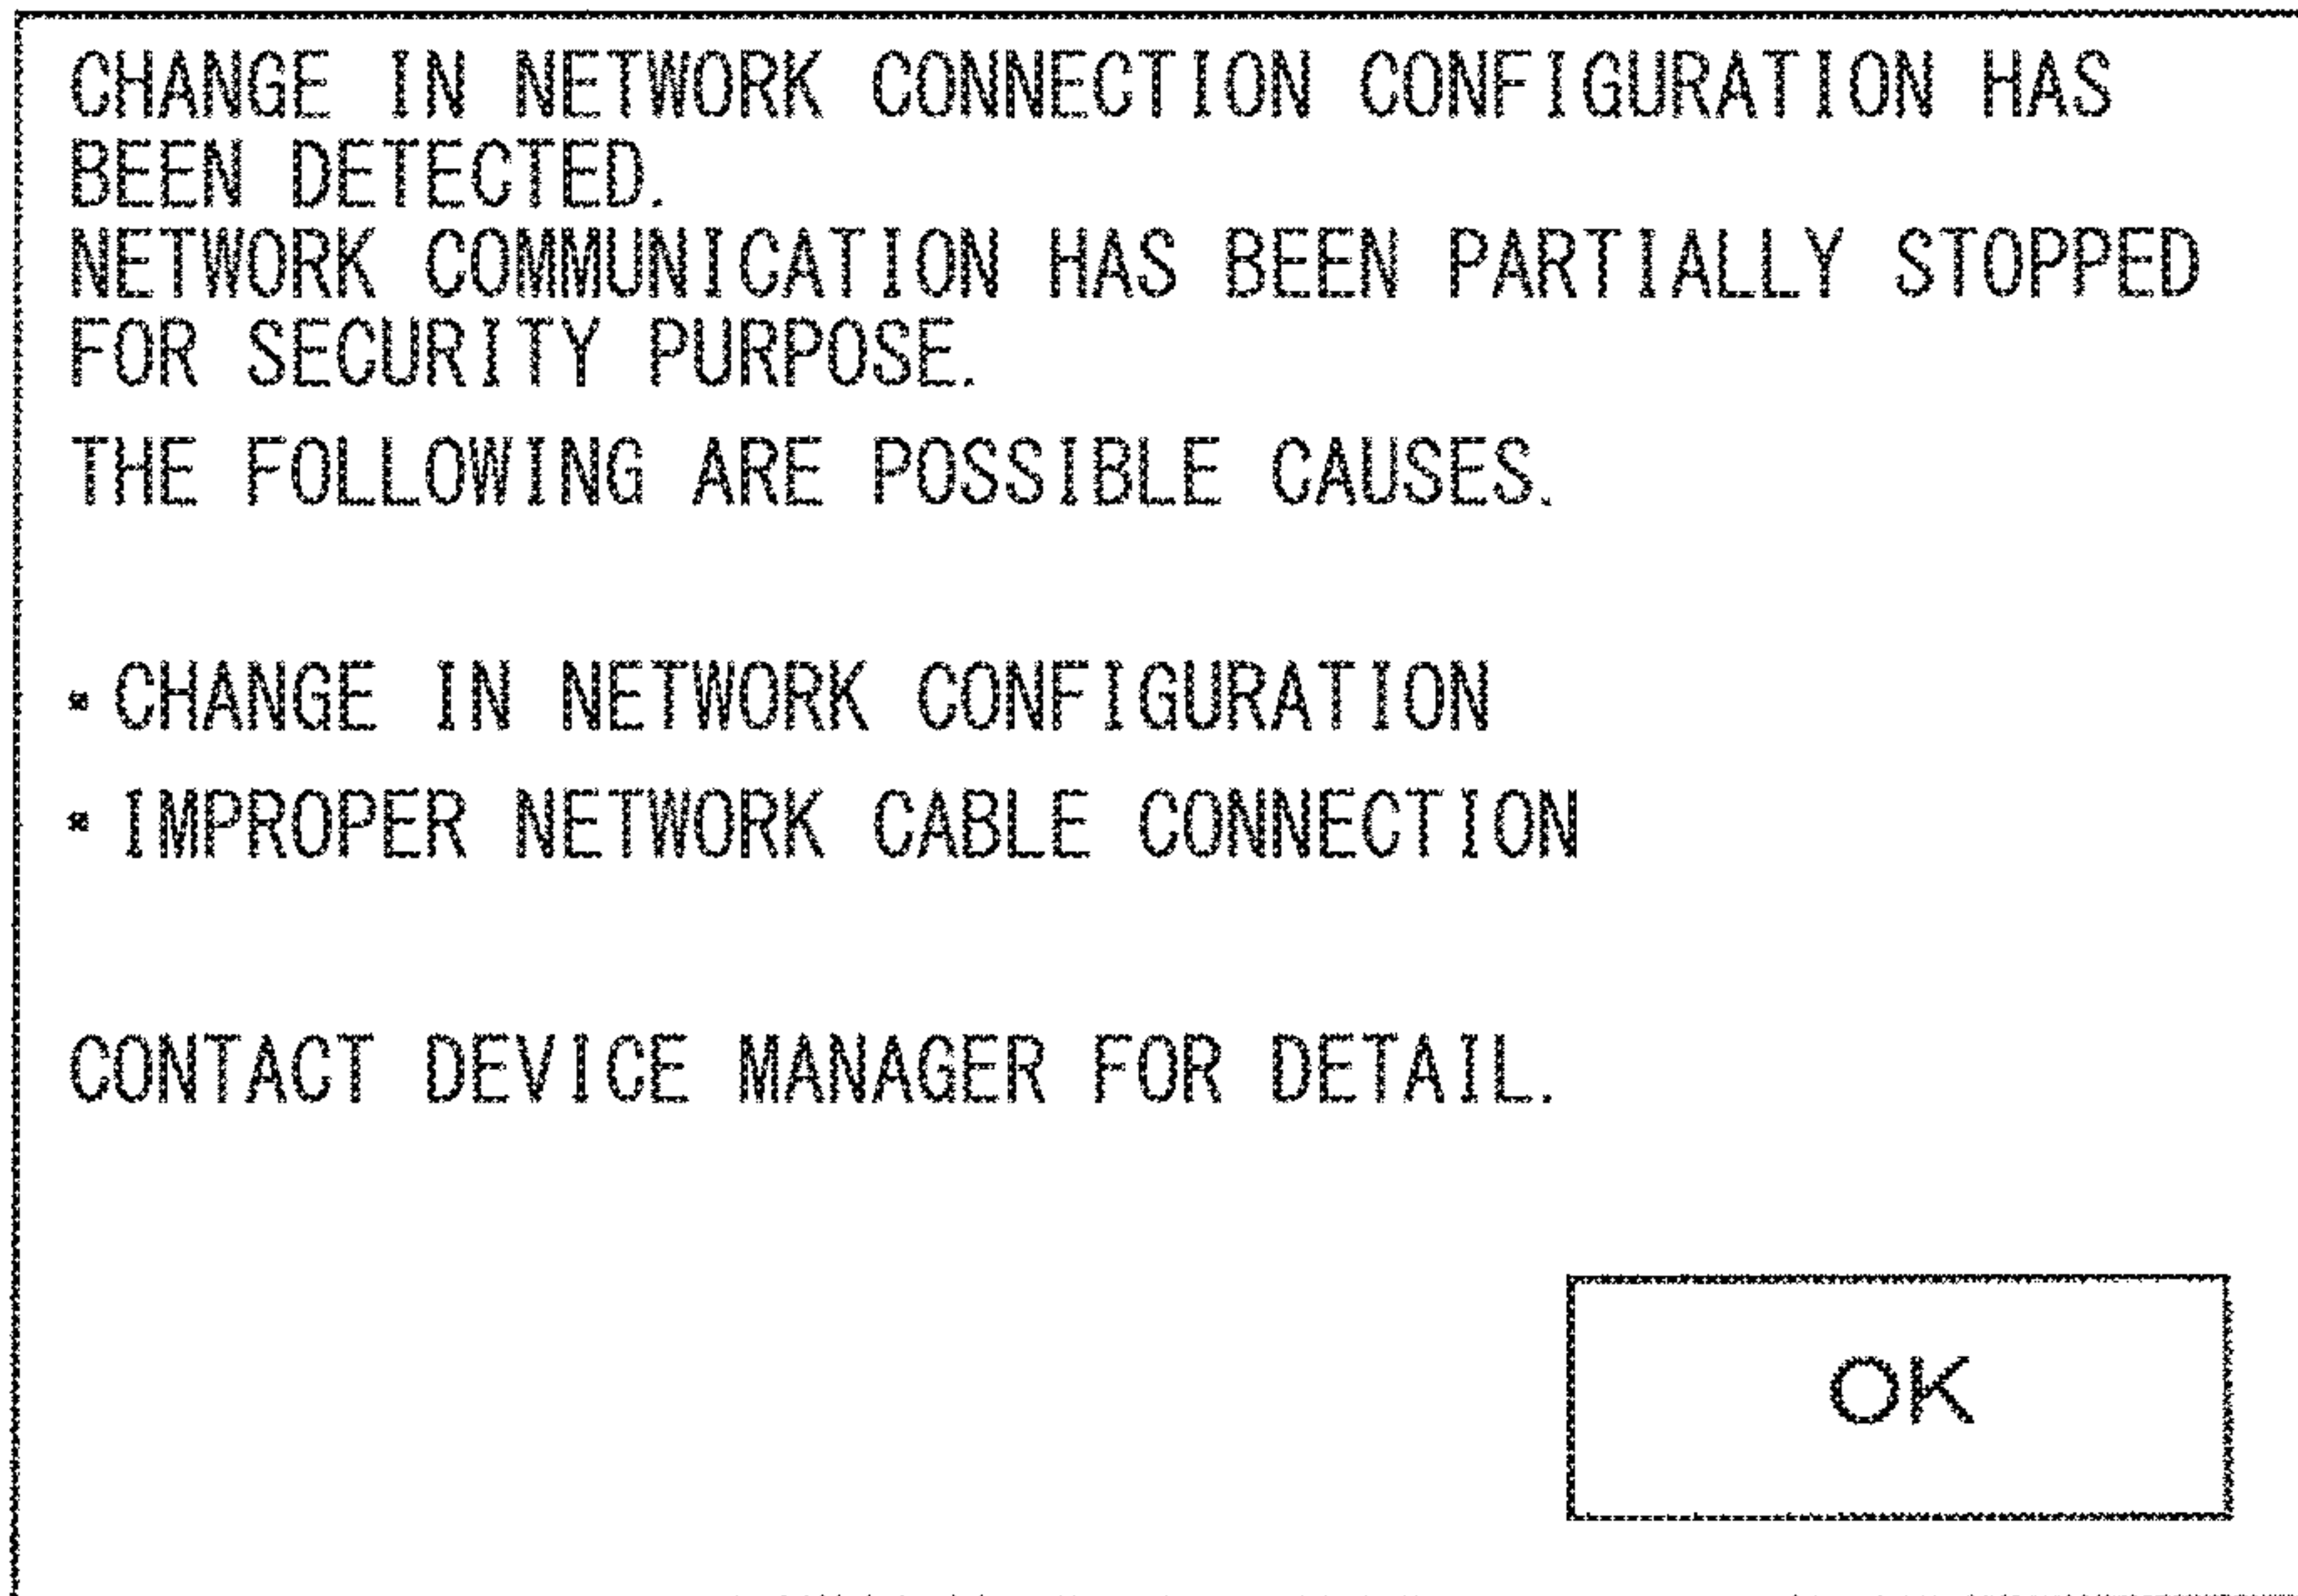 CHANGE IN NETWORK CONNECTION CONFIGURATION HAS
BEEN DETECTED.
NETWORK COMMUNICATION HAS BEEN PARTIALLY STOPPED
FOR SECURITY PURPOSE.
THE FOLLOWING ARE POSSIBLE CAUSES.
・CHANGE IN NETWORK CONFIGURATION
・IMPROPER NETWORK CABLE CONNECTION
CONTACT DEVICE MANAGER FOR DETAIL.
OK